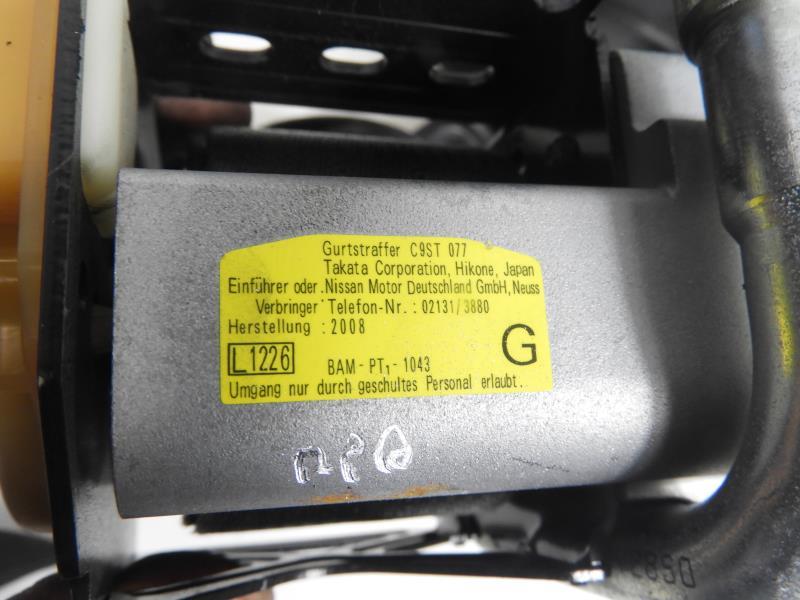 Gurtstraffer C9ST 077
Takata Corporation, Hikone, Japan
Einführer oder Nissan Motor Deutschland GmbH, Neuss
Verbringer Telefon-Nr. : 02131/3880
Herstellung : 2008
L1226 BAM - PT1 - 1043 G
Umgang nur durch geschultes Personal erlaubt.